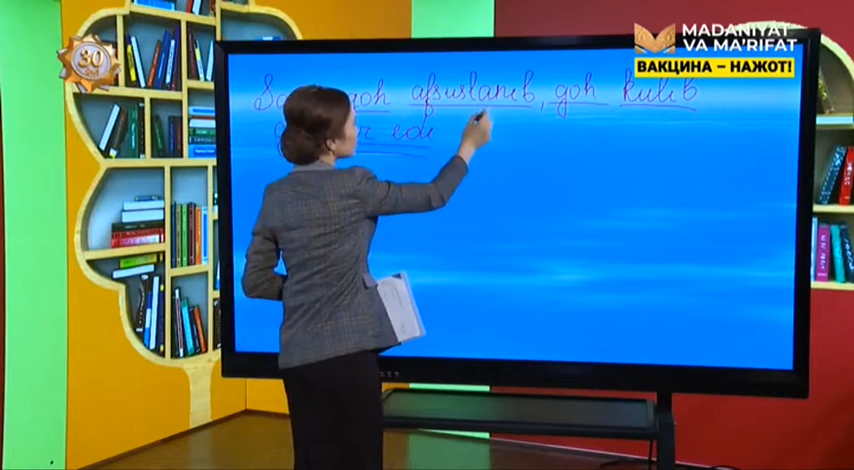 30
MADANIYAT
VA MA'RIFAT
ВАКЦИНА – НАЖОТ!
goh afsuslanib, goh kulib
edi